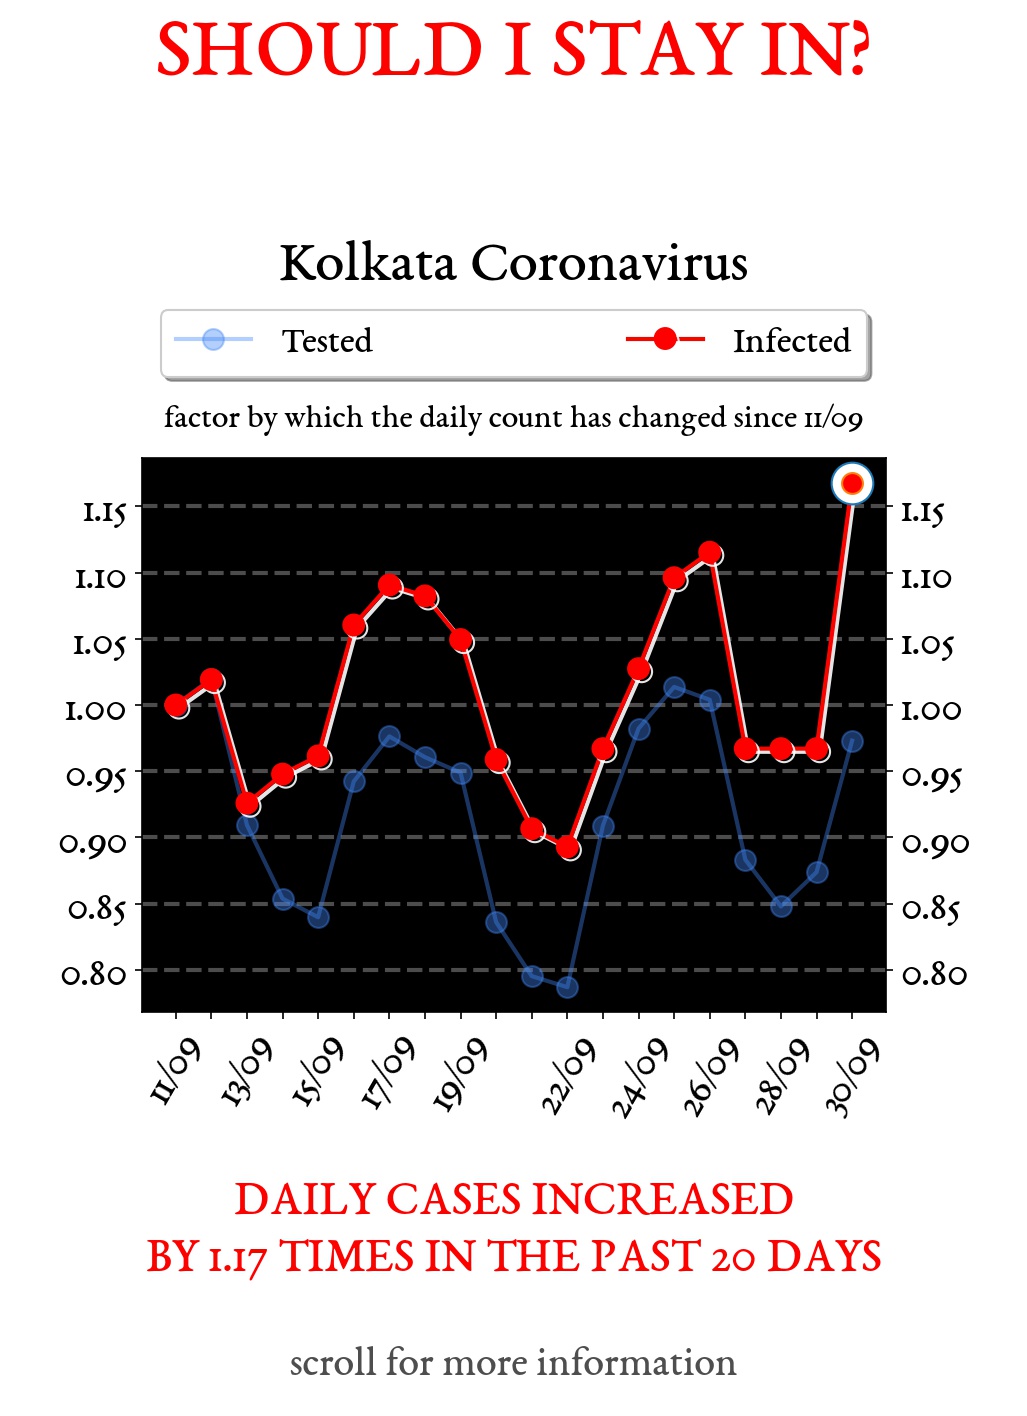 SHOULD I STAY IN?
Kolkata Coronavirus
Tested Infected
factor by which the daily count has changed since 11/09
1.15 1.15
1.10 1.10
1.05 1.05
1.00 1.00
0.95 0.95
0.90 0.90
0.85 0.85
0.80 0.80
11/09 13/09 15/09 17/09 19/09 22/09 24/09 26/09 28/09 30/09
DAILY CASES INCREASED
BY 1.17 TIMES IN THE PAST 20 DAYS
scroll for more information